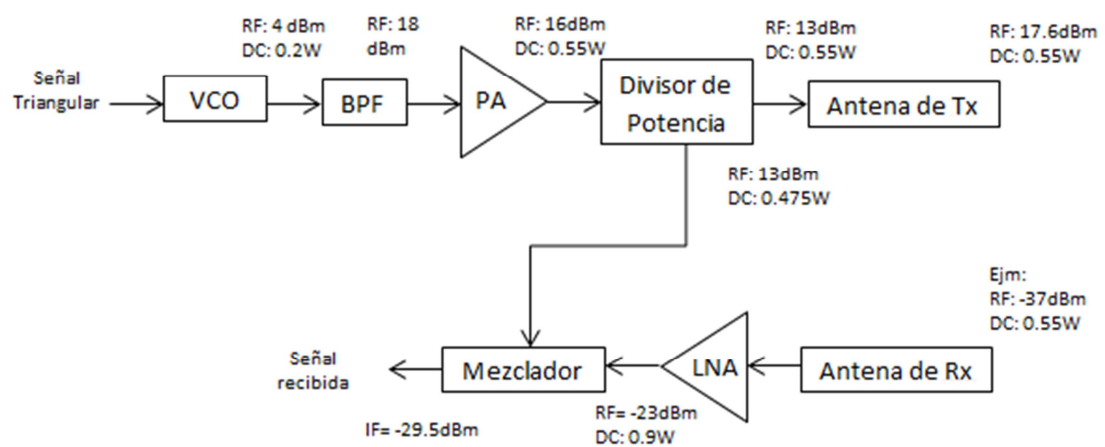 RF: 4 dBm
DC: 0.2W
RF: 18
dBm
RF: 16dBm
DC: 0.55W
RF: 13dBm
DC: 0.55W
RF: 17.6dBm
DC: 0.55W
Señal
Triangular
VCO
BPF
PA
Divisor de
Potencia
Antena de Tx
RF: 13dBm
DC: 0.475W
Ejm:
RF: -37dBm
DC: 0.55W
Señal
recibida
Mezclador
LNA
Antena de Rx
IF= -29.5dBm
RF= -23dBm
DC: 0.9W